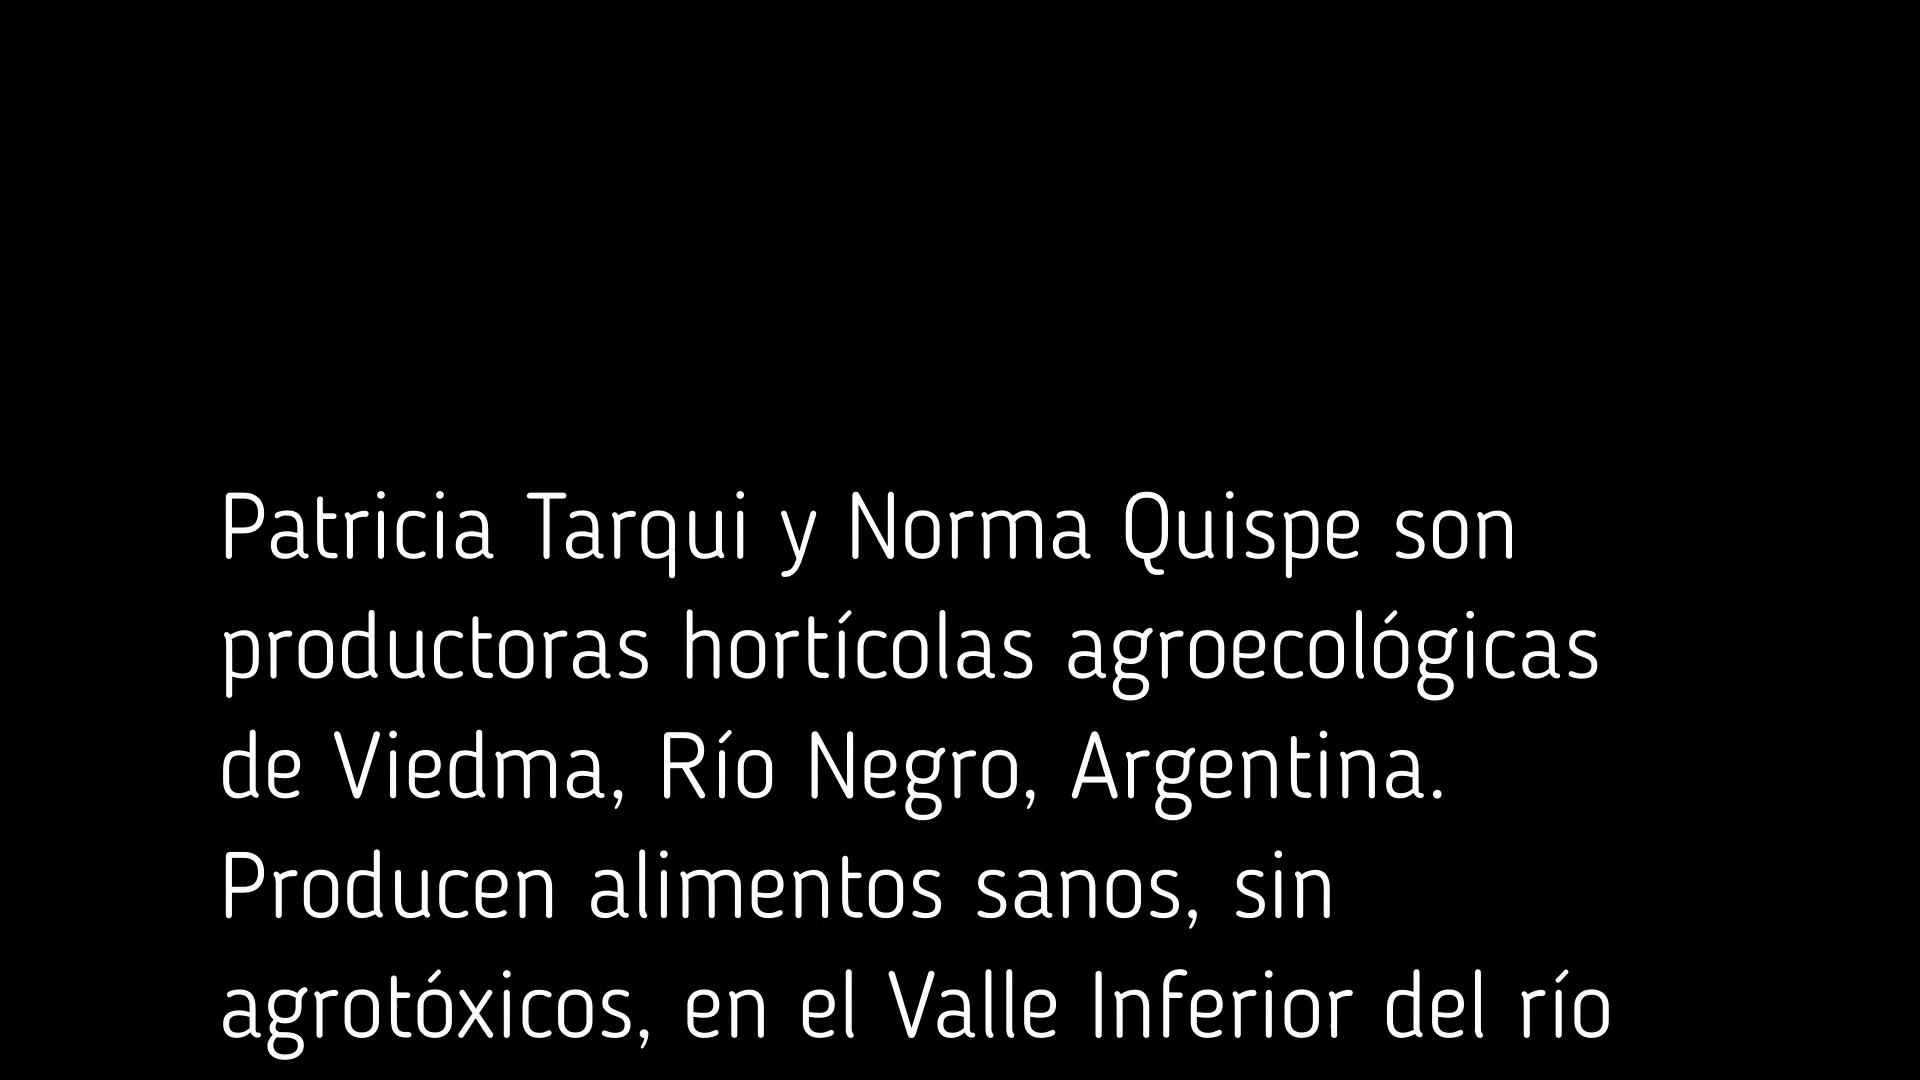 Patricia Tarqui y Norma Quispe son
productoras hortícolas agroecológicas
de Viedma, Río Negro, Argentina.
Producen alimentos sanos, sin
agrotóxicos, en el Valle Inferior del río